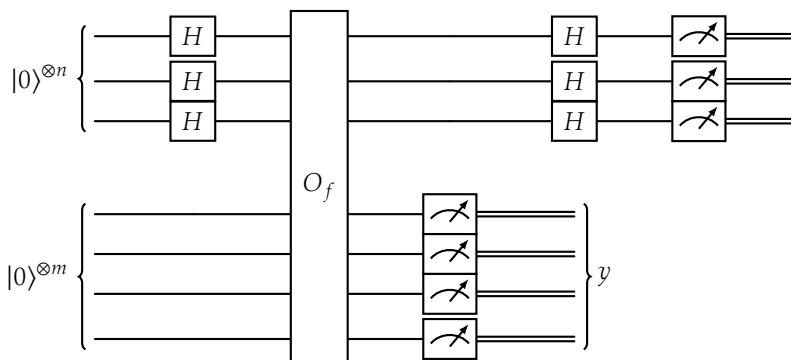 H H
|0⟩^{⊗n} H H
H H
O_f
|0⟩^{⊗m} y